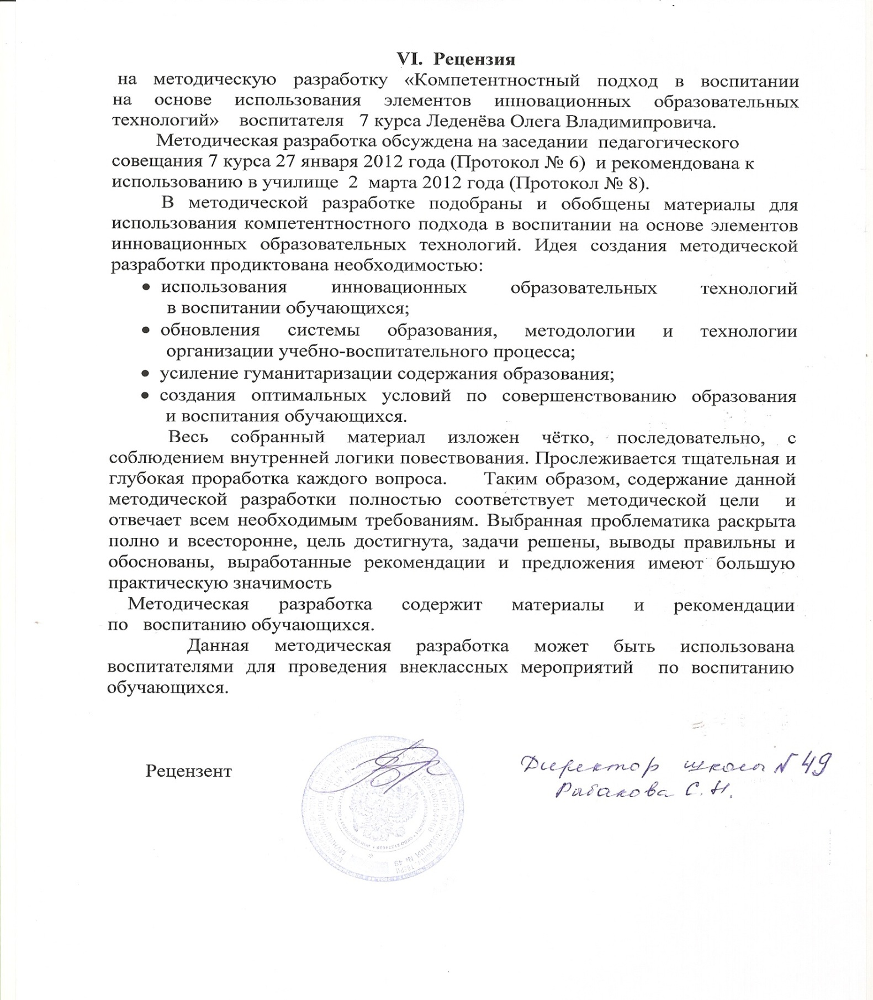 VI. Рецензия
на методическую разработку «Компетентностный подход в воспитании
на основе использования элементов инновационных образовательных
технологий» воспитателя 7 курса Леденёва Олега Владимипровича.
Методическая разработка обсуждена на заседании педагогического
совещания 7 курса 27 января 2012 года (Протокол № 6) и рекомендована к
использованию в училище 2 марта 2012 года (Протокол № 8).
В методической разработке подобраны и обобщены материалы для
использования компетентностного подхода в воспитании на основе элементов
инновационных образовательных технологий. Идея создания методической
разработки продиктована необходимостью:
• использования инновационных образовательных технологий
в воспитании обучающихся;
• обновления системы образования, методологии и технологии
организации учебно-воспитательного процесса;
• усиление гуманитаризации содержания образования;
• создания оптимальных условий по совершенствованию образования
и воспитания обучающихся.
Весь собранный материал изложен чётко, последовательно, с
соблюдением внутренней логики повествования. Прослеживается тщательная и
глубокая проработка каждого вопроса. Таким образом, содержание данной
методической разработки полностью соответствует методической цели и
отвечает всем необходимым требованиям. Выбранная проблематика раскрыта
полно и всесторонне, цель достигнута, задачи решены, выводы правильны и
обоснованы, выработанные рекомендации и предложения имеют большую
практическую значимость
Методическая разработка содержит материалы и рекомендации
по воспитанию обучающихся.
Данная методическая разработка может быть использована
воспитателями для проведения внеклассных мероприятий по воспитанию
обучающихся.
Рецензент
Директор школы № 49
С. Н.
ЦЕНТР ОБРАЗОВАНИЯ № 49